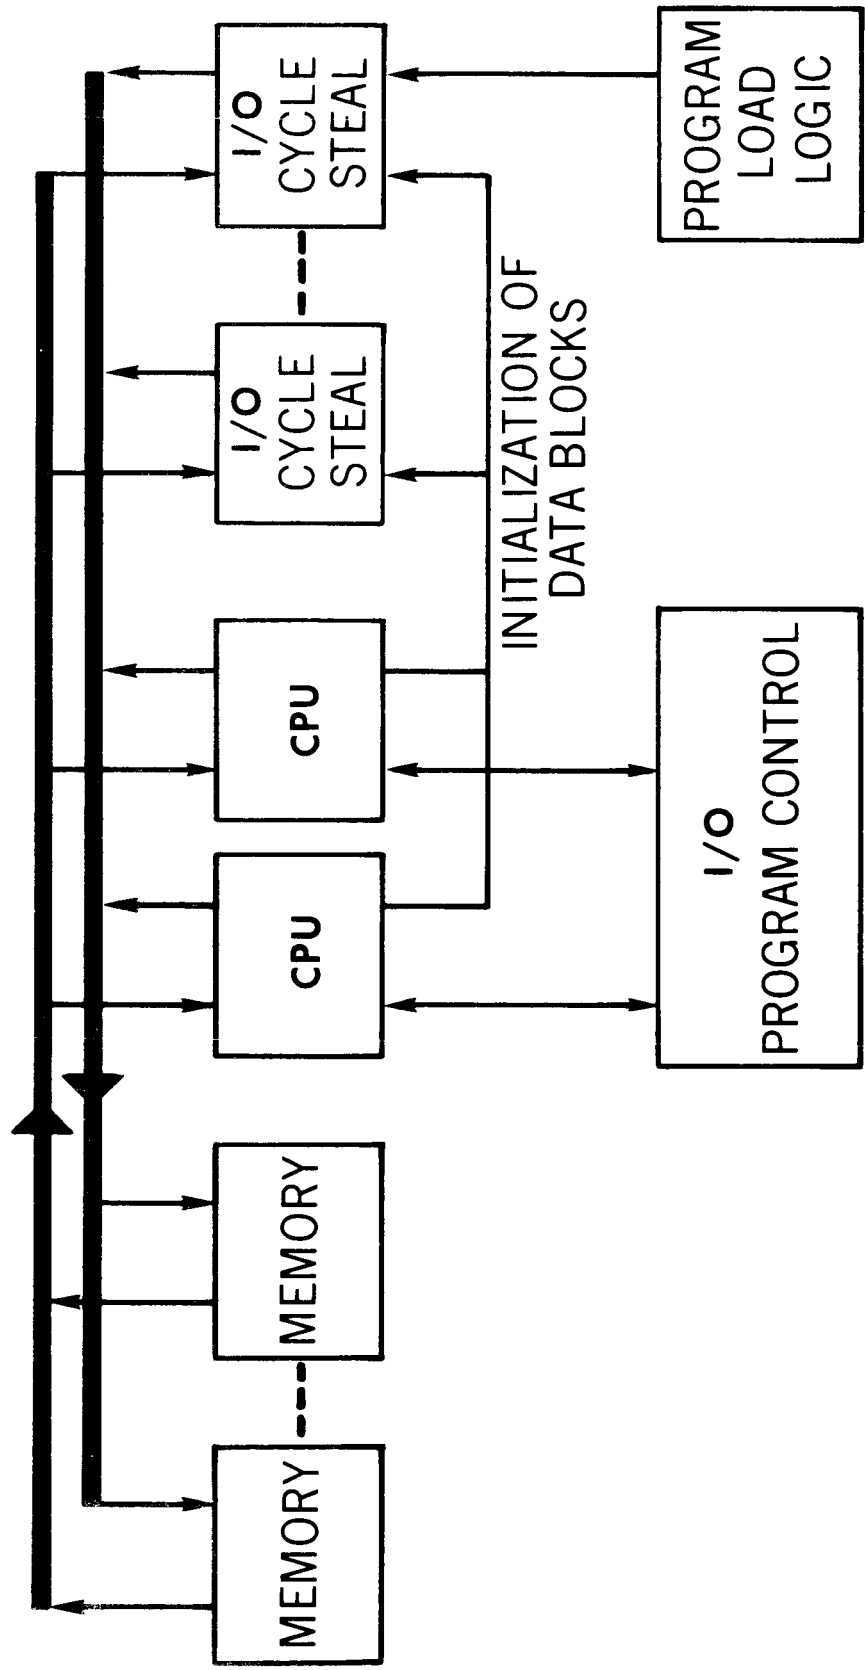 MEMORY
MEMORY
CPU
CPU
I/O
CYCLE
STEAL
I/O
CYCLE
STEAL
INITIALIZATION OF
DATA BLOCKS
I/O
PROGRAM CONTROL
PROGRAM
LOAD
LOGIC